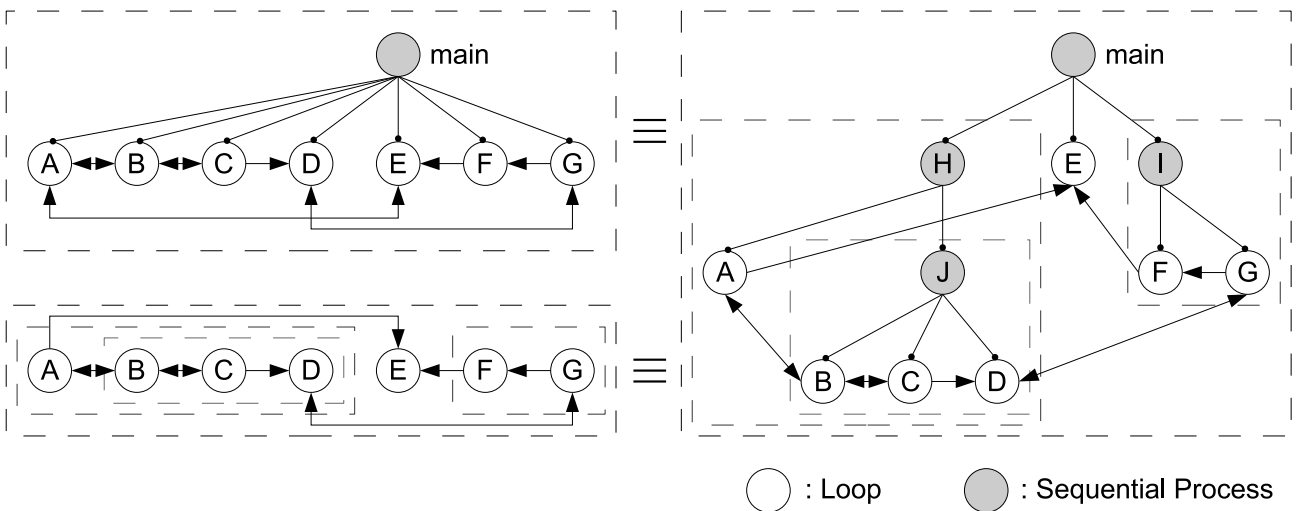 main
A B C D E F G
≡
main
H E I
A J F G
B C D
A B C D E F G
≡
: Loop : Sequential Process